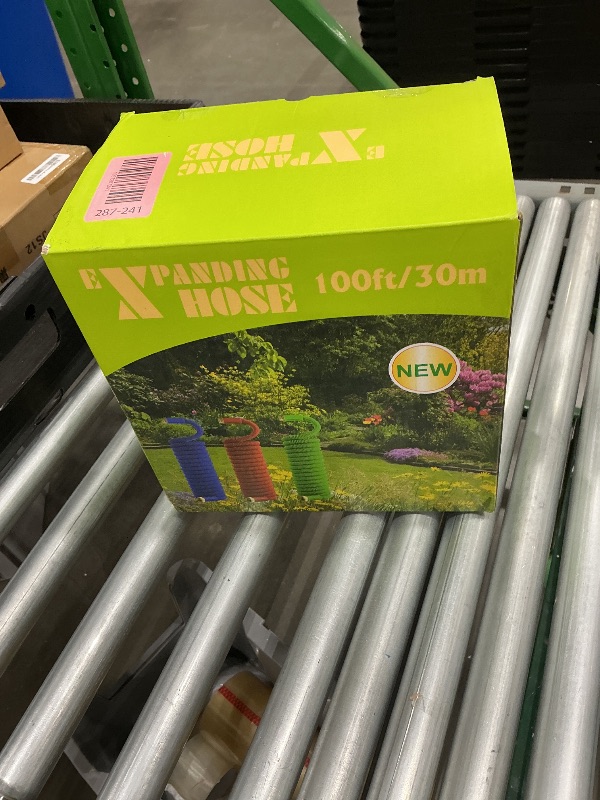 EXPANDING
HOSE
287-241
EXPANDING
HOSE
100ft/30m
NEW